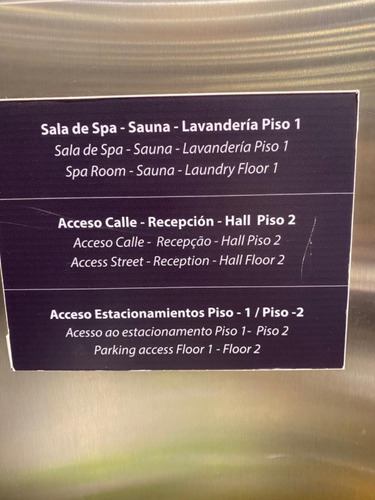 Sala de Spa - Sauna - Lavandería Piso 1
Sala de Spa - Sauna - Lavandería Piso 1
Spa Room - Sauna - Laundry Floor 1
Acceso Calle - Recepción - Hall Piso 2
Acceso Calle - Recepção - Hall Piso 2
Access Street - Reception - Hall Floor 2
Acceso Estacionamientos Piso - 1 / Piso -2
Acesso ao estacionamento Piso 1- Piso 2
Parking access Floor 1 - Floor 2